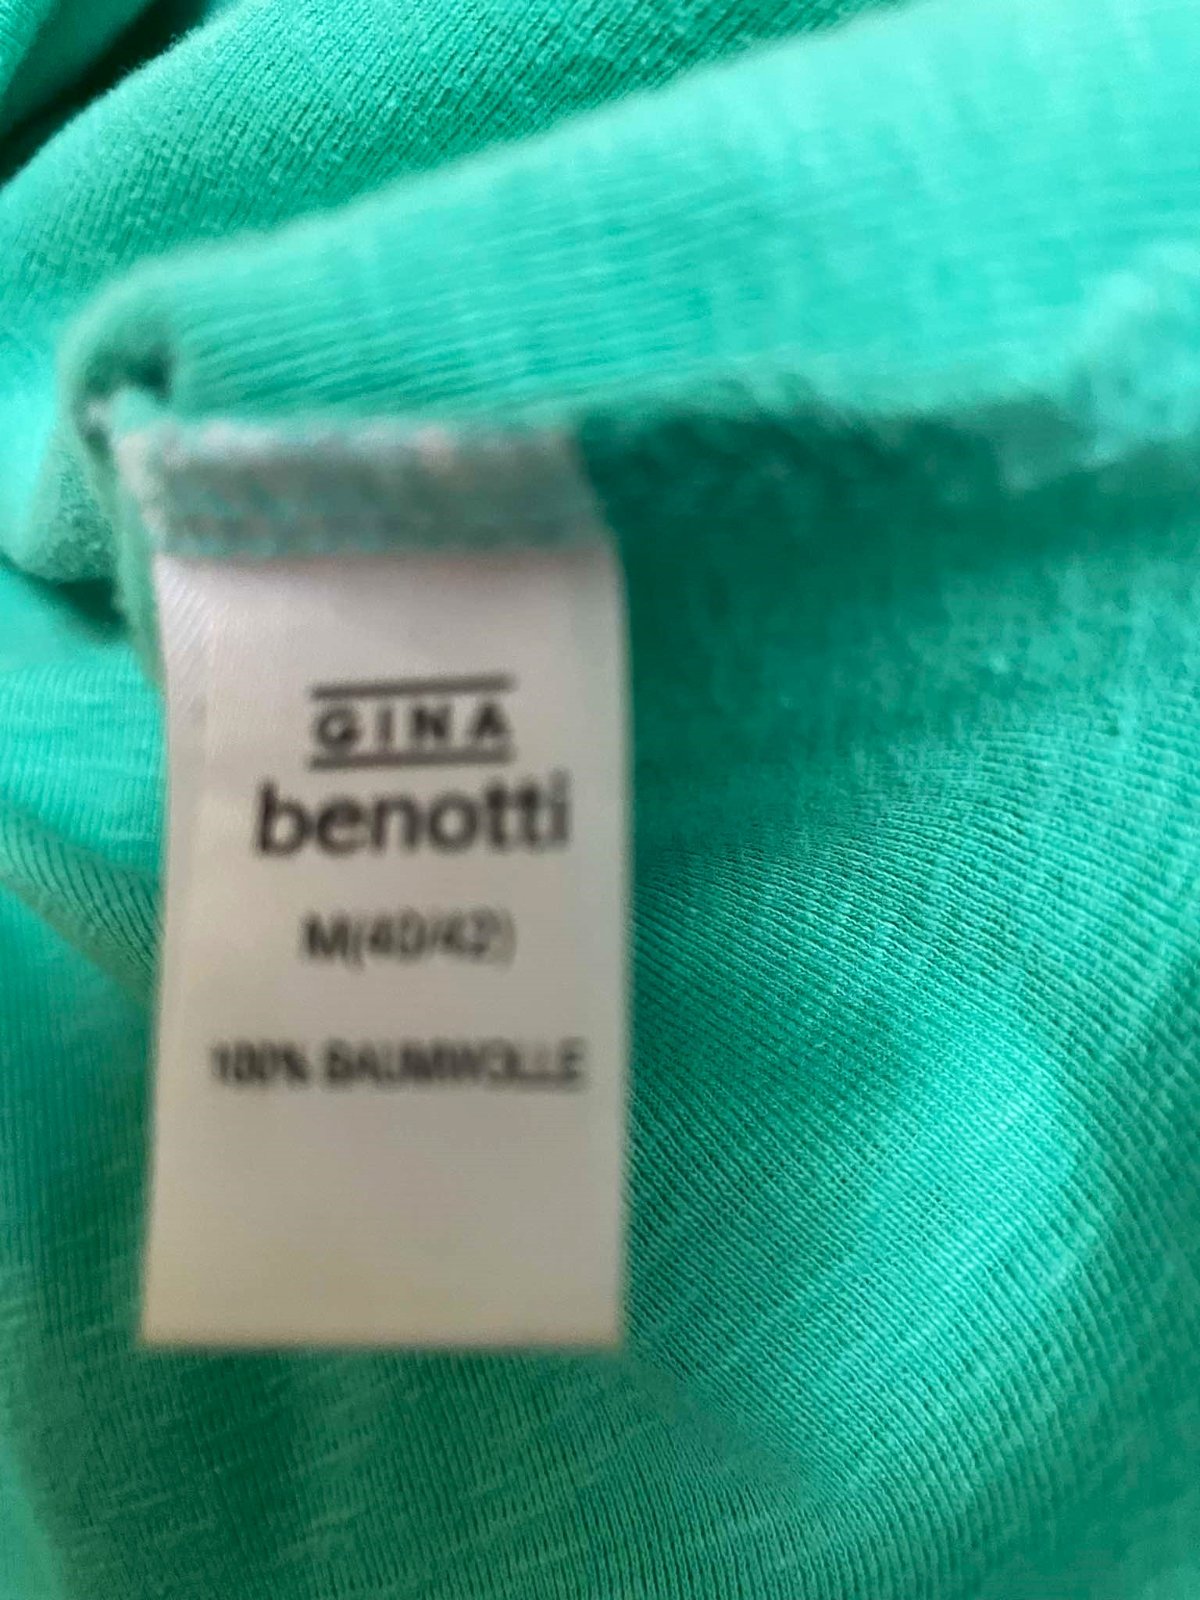 GINA
benotti
M(40/42)
100% BAUMWOLLE